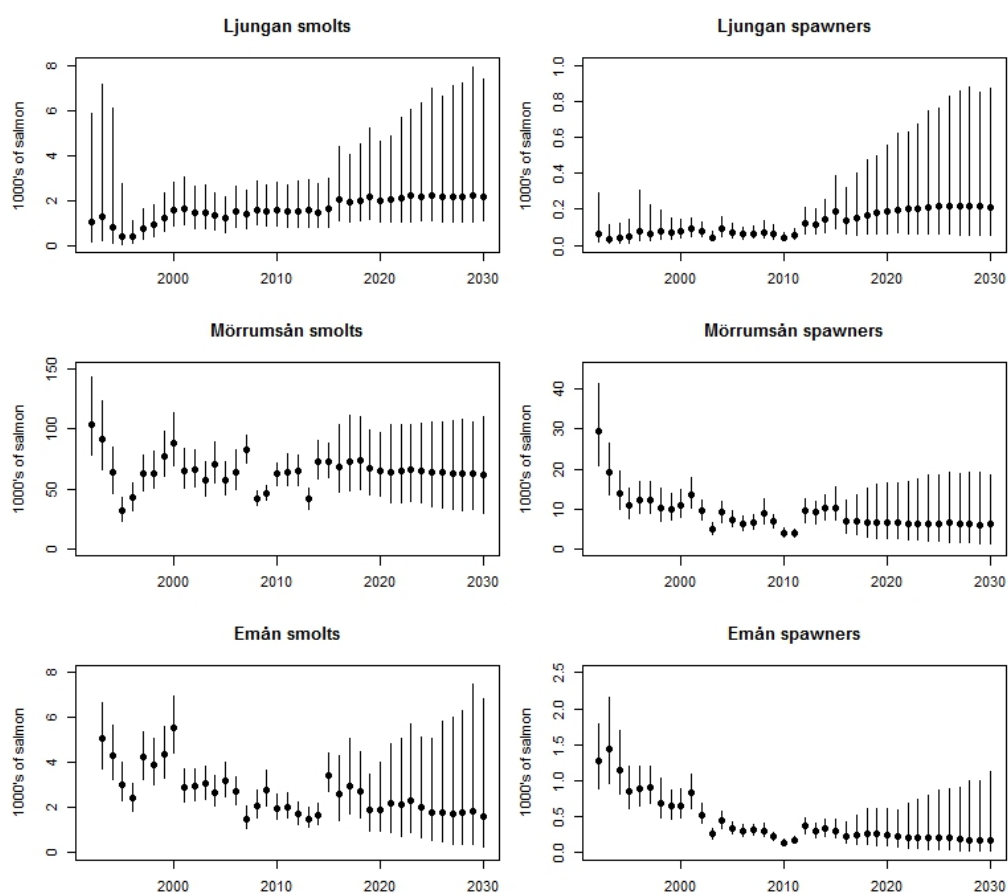 Ljungan smolts
1000's of salmon
0 2 4 6 8
2000 2010 2020 2030
Ljungan spawners
1000's of salmon
0.0 0.2 0.4 0.6 0.8 1.0
2000 2010 2020 2030
Mörrumsån smolts
1000's of salmon
0 50 100 150
2000 2010 2020 2030
Mörrumsån spawners
1000's of salmon
0 10 20 30 40
2000 2010 2020 2030
Emån smolts
1000's of salmon
0 2 4 6 8
2000 2010 2020 2030
Emån spawners
1000's of salmon
0.0 0.5 1.0 1.5 2.0 2.5
2000 2010 2020 2030